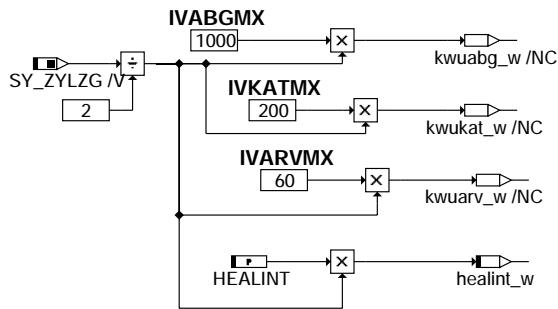 IVABGMX
1000
kwuabg_w /NC
SY_ZYLZG /V
2
IVKATMX
200
kwukat_w /NC
IVARVMX
60
kwuarv_w /NC
P
HEALINT
healint_w